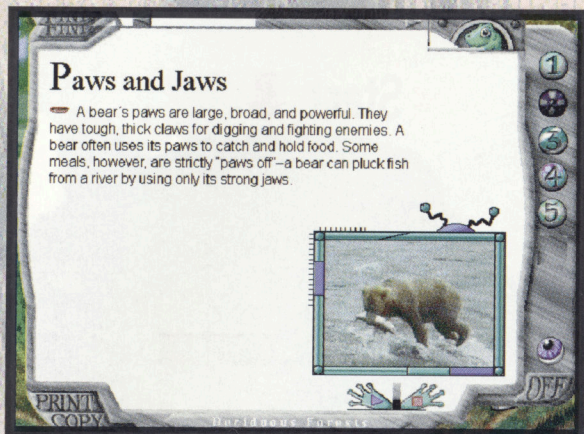 Paws and Jaws
A bear's paws are large, broad, and powerful. They
have tough, thick claws for digging and fighting enemies. A
bear often uses its paws to catch and hold food. Some
meals, however, are strictly "paws off"–a bear can pluck fish
from a river by using only its strong jaws.
1
3
4
5
PRINT
COPY
OFF
Forests